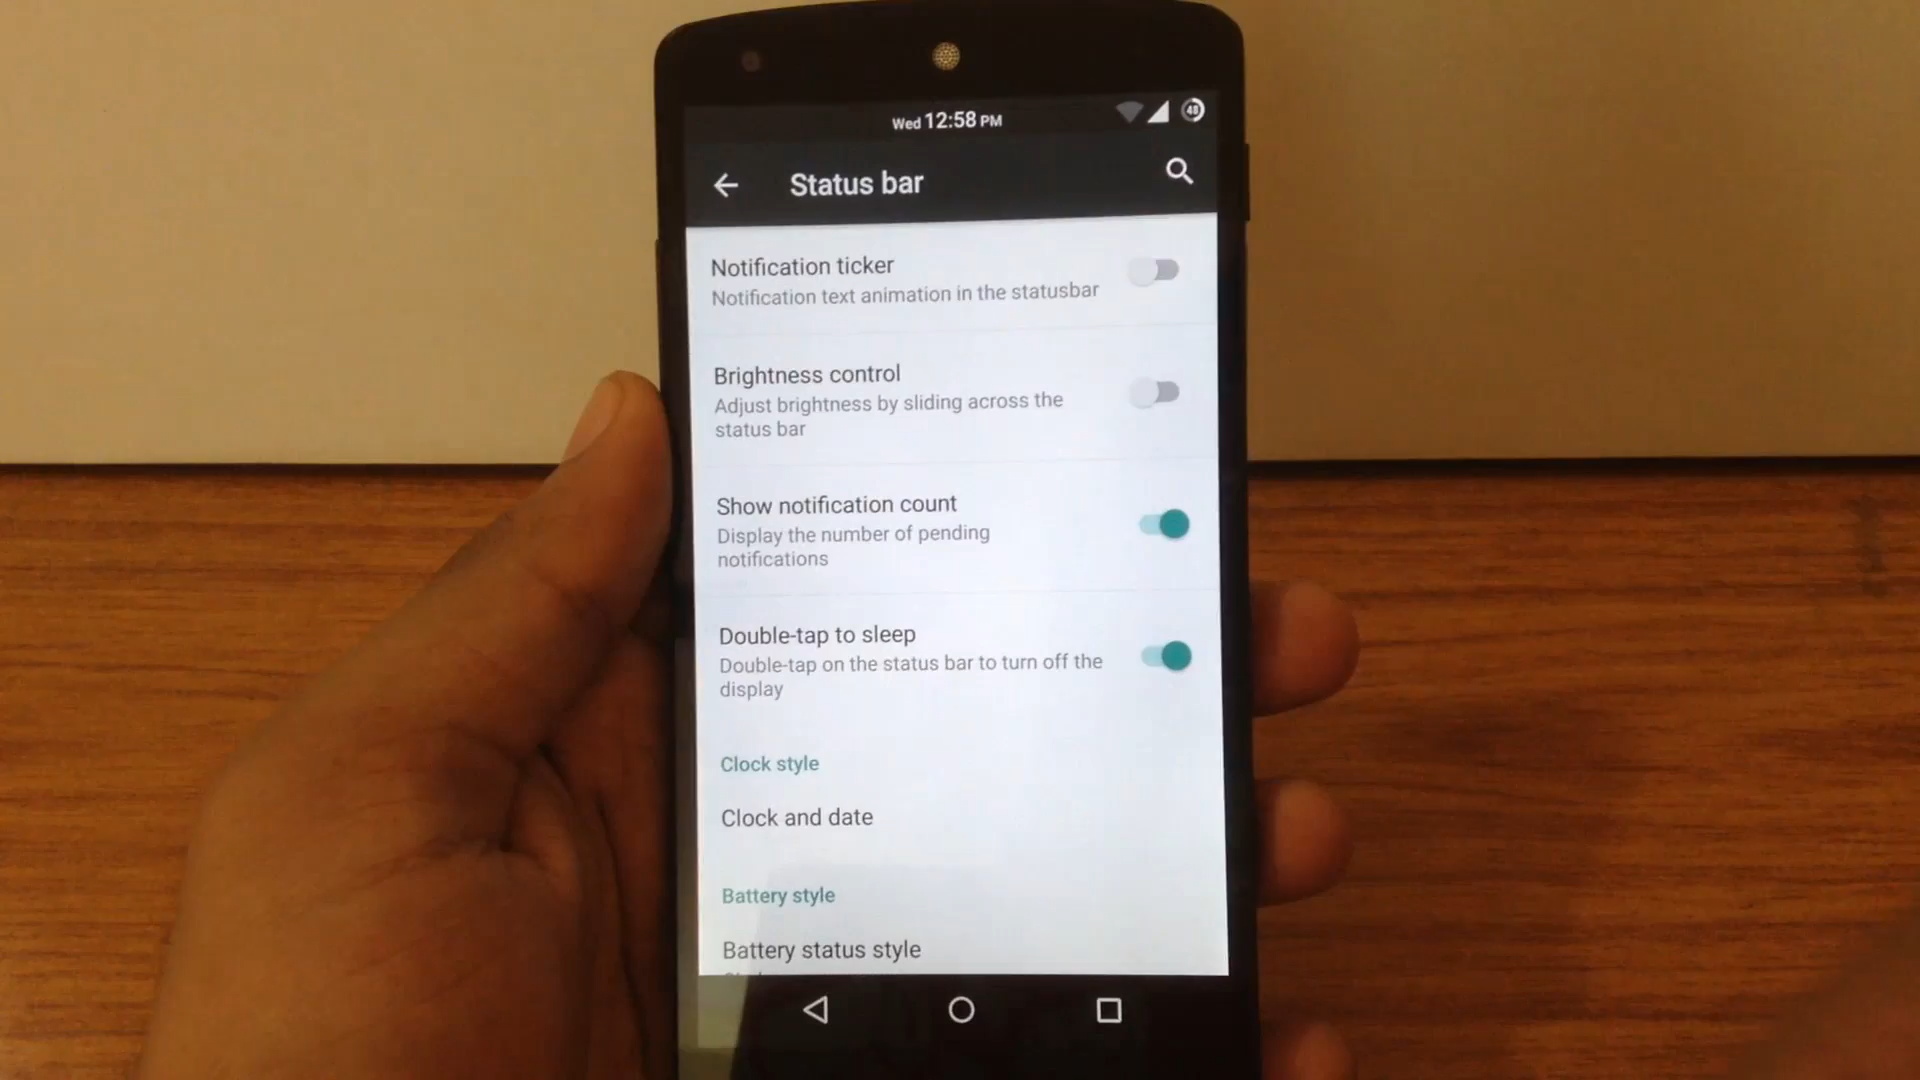 Wed 12:58 PM
48
Status bar
Notification ticker
Notification text animation in the statusbar
Brightness control
Adjust brightness by sliding across the
status bar
Show notification count
Display the number of pending
notifications
Double-tap to sleep
Double-tap on the status bar to turn off the
display
Clock style
Clock and date
Battery style
Battery status style